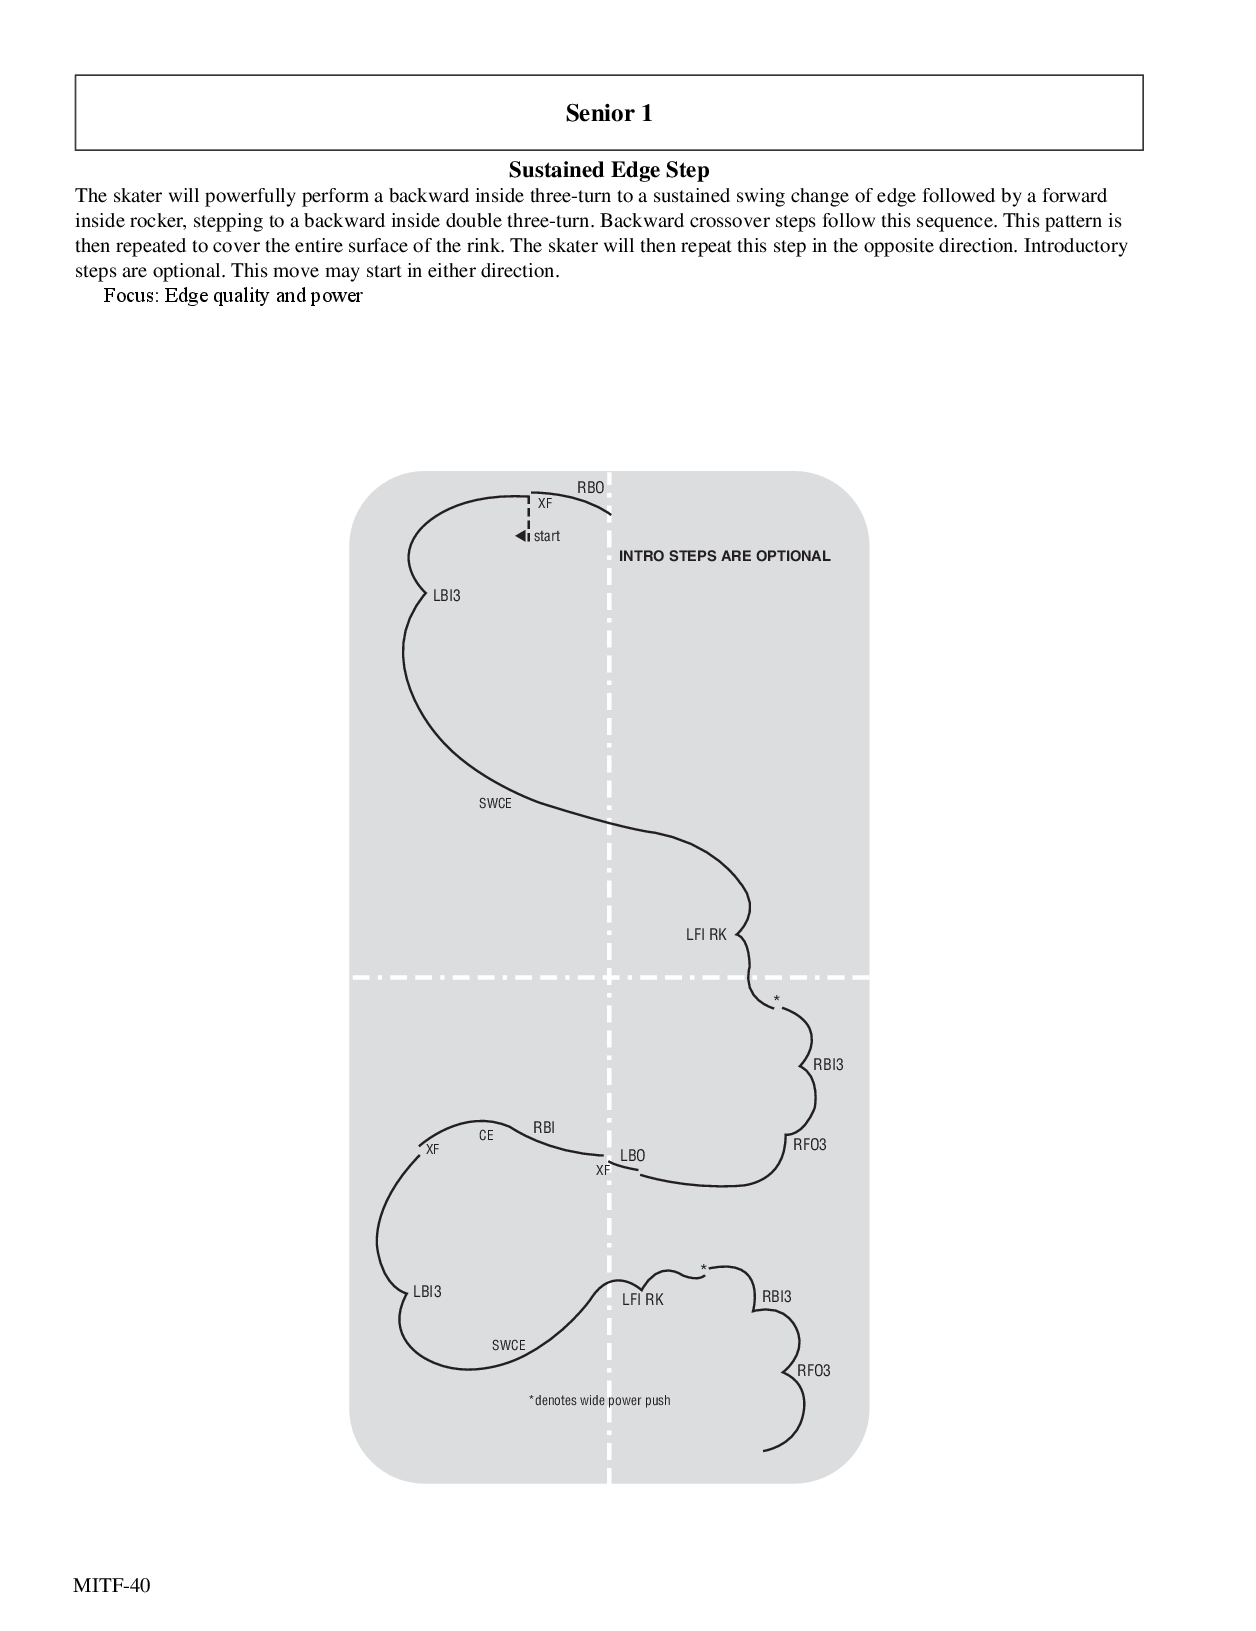 Senior 1
Sustained Edge Step
The skater will powerfully perform a backward inside three-turn to a sustained swing change of edge followed by a forward
inside rocker, stepping to a backward inside double three-turn. Backward crossover steps follow this sequence. This pattern is
then repeated to cover the entire surface of the rink. The skater will then repeat this step in the opposite direction. Introductory
steps are optional. This move may start in either direction.
Focus: Edge quality and power
RBO
XF
start
INTRO STEPS ARE OPTIONAL
LBI3
SWCE
LFI RK
*
RBI3
RFO3
RBI
CE
XF
LBO
XF
*
LBI3
LFI RK
RBI3
SWCE
RFO3
*denotes wide power push
MITF-40